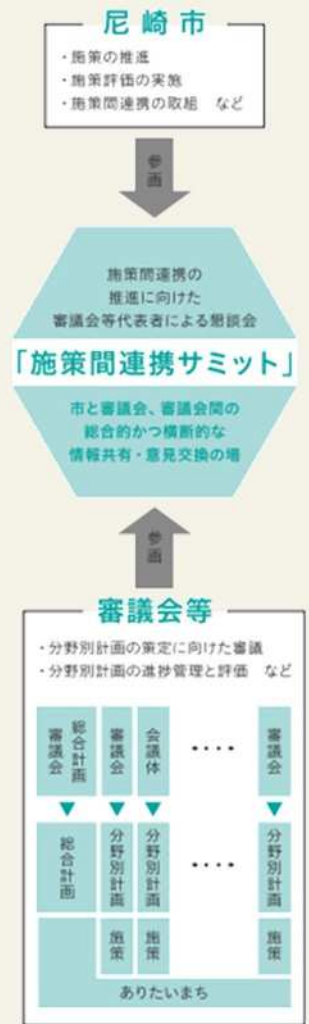 尼崎市
・施策の推進
・施策評価の実施
・施策間連携の取組　など
参画
施策間連携の
推進に向けた
審議会等代表者による懇談会
「施策間連携サミット」
市と審議会、審議会間の
総合的かつ横断的な
情報共有・意見交換の場
参画
審議会等
・分野別計画の策定に向けた審議
・分野別計画の進捗管理と評価　など
総合計画
審議会
審議会
会議体
・・・・
審議会
総合計画
分野別計画
分野別計画
・・・・
分野別計画
施策
施策
施策
ありたいまち